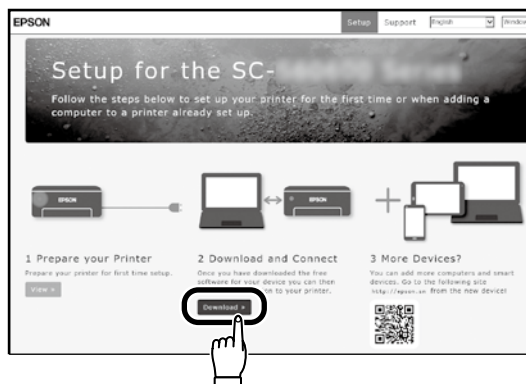 EPSON
Setup
Support
English
Window
Setup for the SC-
Follow the steps below to set up your printer for the first time or when adding a
computer to a printer already set up.
EPSON
EPSON
1 Prepare your Printer
Prepare your printer for first time setup.
View »
2 Download and Connect
Once you have downloaded the free
software for your device you can then
on to your printer.
Download »
3 More Devices?
You can add more computers and smart
devices. Go to the following site
http://epson.sn from the new device!